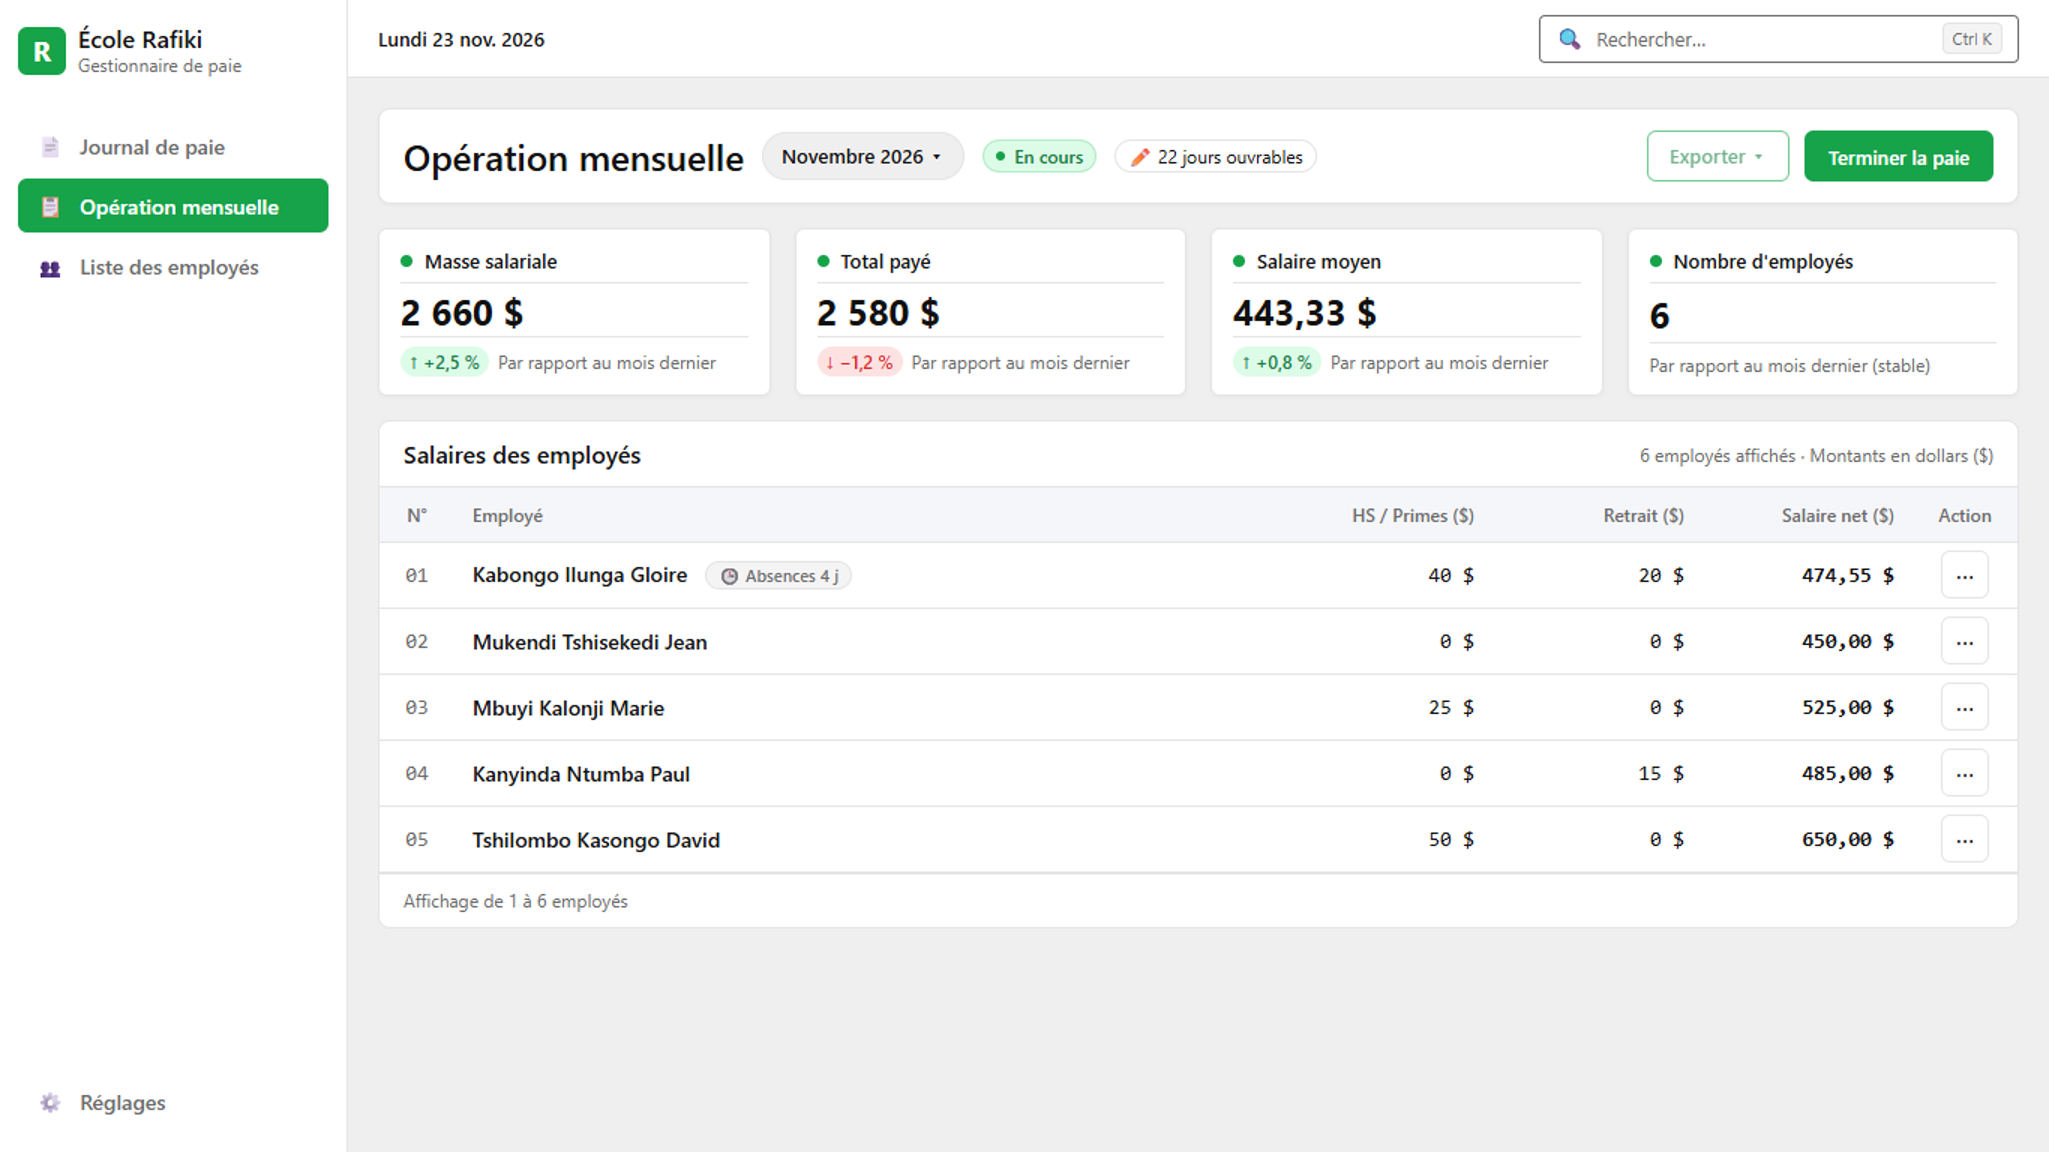 R
École Rafiki
Gestionnaire de paie
Journal de paie
Opération mensuelle
Liste des employés
Réglages
Lundi 23 nov. 2026
Rechercher...
Ctrl K
Opération mensuelle
Novembre 2026
En cours
22 jours ouvrables
Exporter
Terminer la paie
Masse salariale
2 660 $
↑ +2,5 % Par rapport au mois dernier
Total payé
2 580 $
↓ −1,2 % Par rapport au mois dernier
Salaire moyen
443,33 $
↑ +0,8 % Par rapport au mois dernier
Nombre d'employés
6
Par rapport au mois dernier (stable)
Salaires des employés
6 employés affichés · Montants en dollars ($)
N° Employé HS / Primes ($) Retrait ($) Salaire net ($) Action
01 Kabongo Ilunga Gloire Absences 4 j 40 $ 20 $ 474,55 $ ...
02 Mukendi Tshisekedi Jean 0 $ 0 $ 450,00 $ ...
03 Mbuyi Kalonji Marie 25 $ 0 $ 525,00 $ ...
04 Kanyinda Ntumba Paul 0 $ 15 $ 485,00 $ ...
05 Tshilombo Kasongo David 50 $ 0 $ 650,00 $ ...
Affichage de 1 à 6 employés